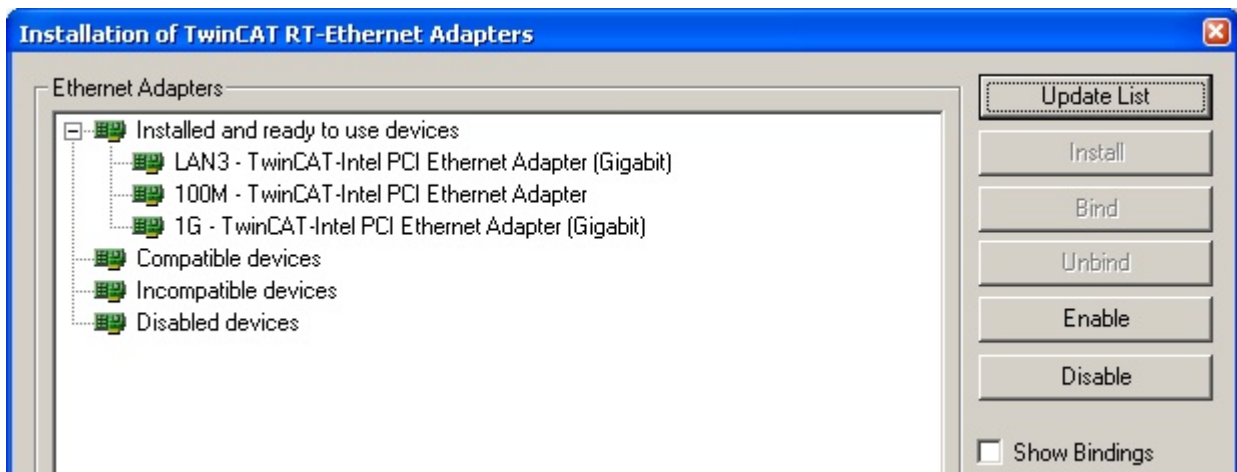 Installation of TwinCAT RT-Ethernet Adapters
Ethernet Adapters
Installed and ready to use devices
LAN3 - TwinCAT-Intel PCI Ethernet Adapter (Gigabit)
100M - TwinCAT-Intel PCI Ethernet Adapter
1G - TwinCAT-Intel PCI Ethernet Adapter (Gigabit)
Compatible devices
Incompatible devices
Disabled devices
Update List
Install
Bind
Unbind
Enable
Disable
Show Bindings